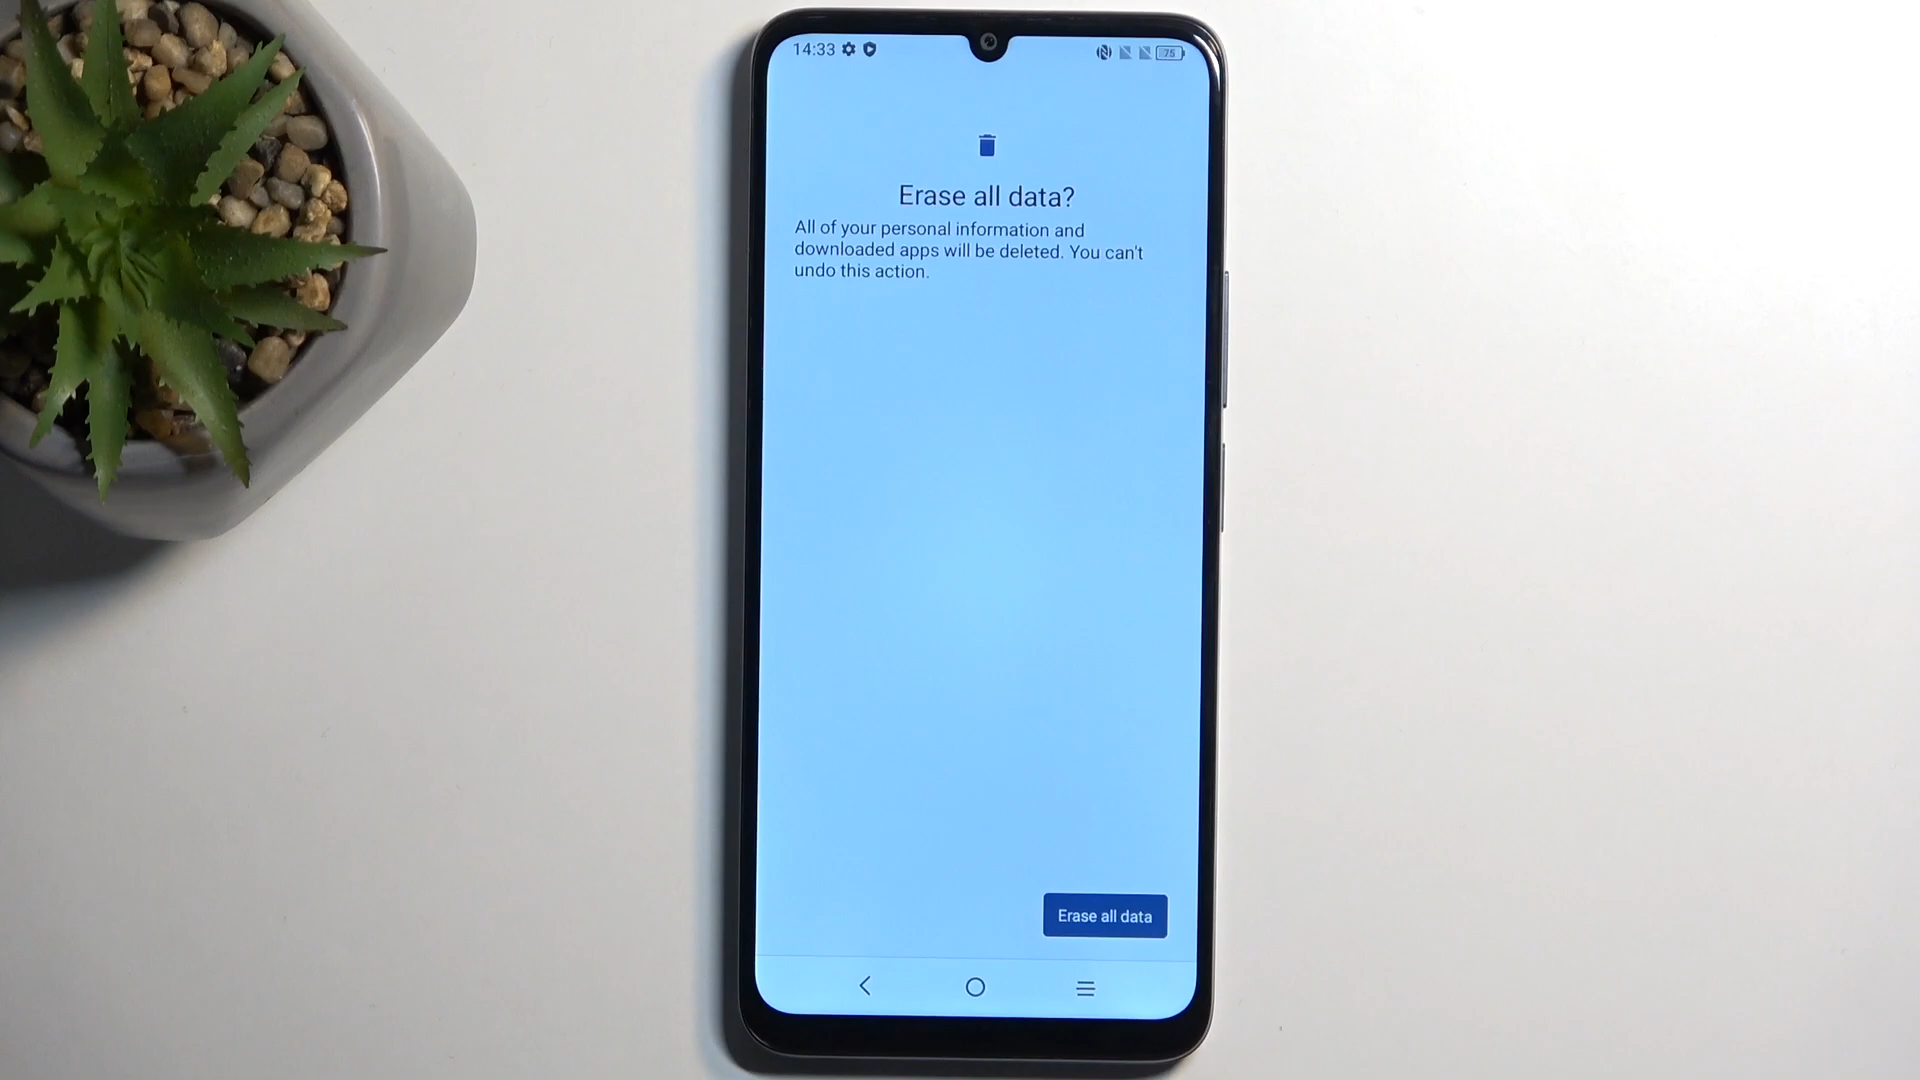 14:33
75
Erase all data?
All of your personal information and
downloaded apps will be deleted. You can't
undo this action.
Erase all data